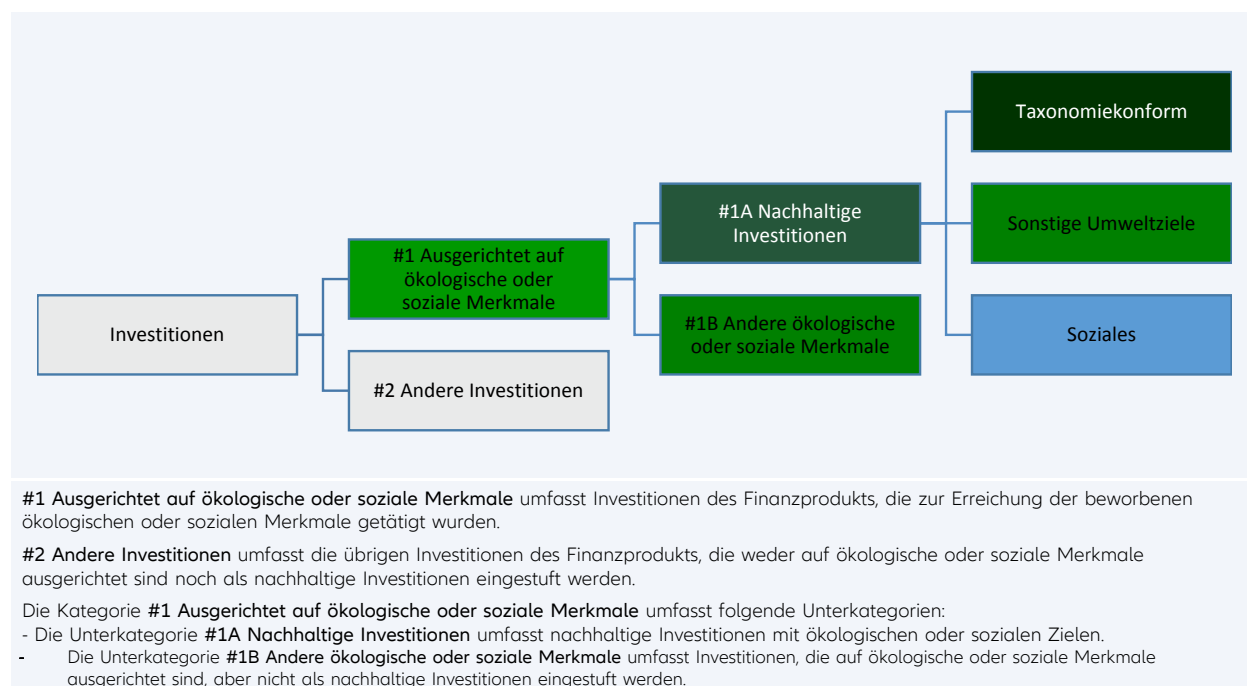 Taxonomiekonform
#1A Nachhaltige
Investitionen
Sonstige Umweltziele
#1 Ausgerichtet auf
ökologische oder
soziale Merkmale
Investitionen
#1B Andere ökologische
oder soziale Merkmale
Soziales
#2 Andere Investitionen
#1 Ausgerichtet auf ökologische oder soziale Merkmale umfasst Investitionen des Finanzprodukts, die zur Erreichung der beworbenen
ökologischen oder sozialen Merkmale getätigt wurden.
#2 Andere Investitionen umfasst die übrigen Investitionen des Finanzprodukts, die weder auf ökologische oder soziale Merkmale
ausgerichtet sind noch als nachhaltige Investitionen eingestuft werden.
Die Kategorie #1 Ausgerichtet auf ökologische oder soziale Merkmale umfasst folgende Unterkategorien:
- Die Unterkategorie #1A Nachhaltige Investitionen umfasst nachhaltige Investitionen mit ökologischen oder sozialen Zielen.
- Die Unterkategorie #1B Andere ökologische oder soziale Merkmale umfasst Investitionen, die auf ökologische oder soziale Merkmale
ausgerichtet sind, aber nicht als nachhaltige Investitionen eingestuft werden.